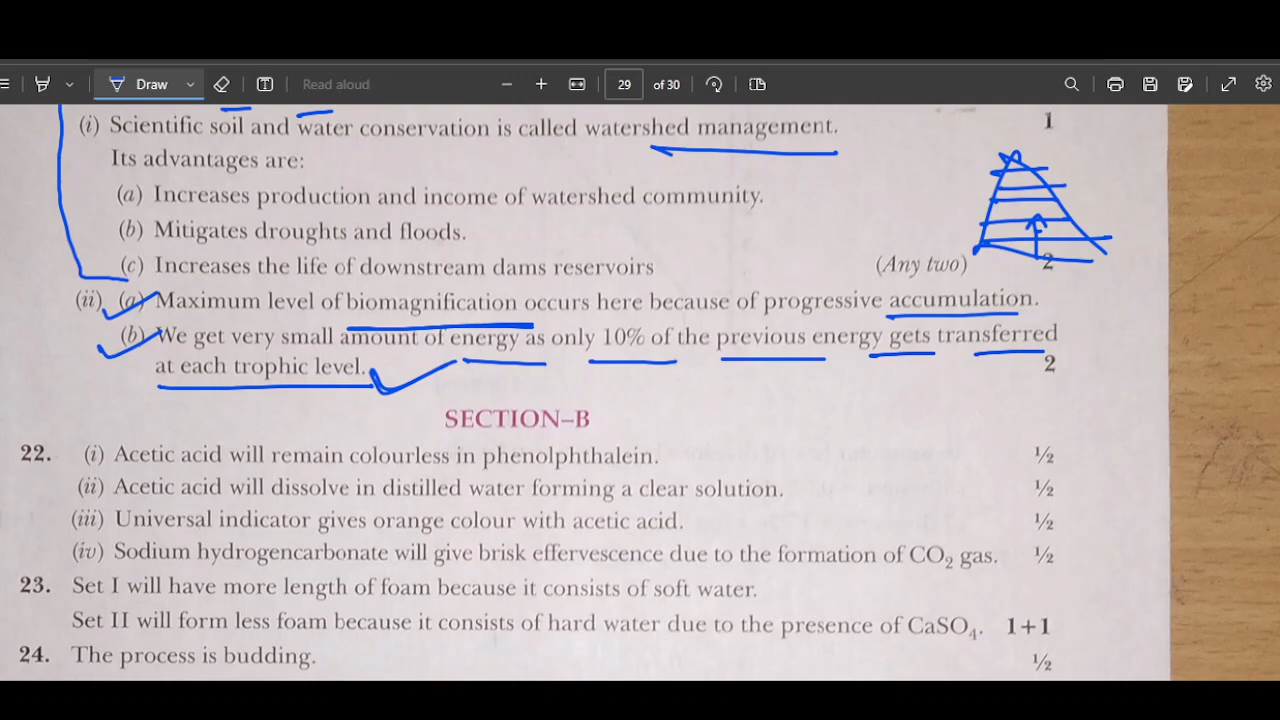 Draw
Read aloud
29 of 30
(i) Scientific soil and water conservation is called watershed management. 1
Its advantages are:
(a) Increases production and income of watershed community.
(b) Mitigates droughts and floods.
(c) Increases the life of downstream dams reservoirs (Any two) 2
(ii) (a) Maximum level of biomagnification occurs here because of progressive accumulation.
(b) We get very small amount of energy as only 10% of the previous energy gets transferred
at each trophic level. 2
SECTION–B
22. (i) Acetic acid will remain colourless in phenolphthalein. ½
(ii) Acetic acid will dissolve in distilled water forming a clear solution. ½
(iii) Universal indicator gives orange colour with acetic acid. ½
(iv) Sodium hydrogencarbonate will give brisk effervescence due to the formation of CO₂ gas. ½
23. Set I will have more length of foam because it consists of soft water.
Set II will form less foam because it consists of hard water due to the presence of CaSO₄. 1+1
24. The process is budding. ½